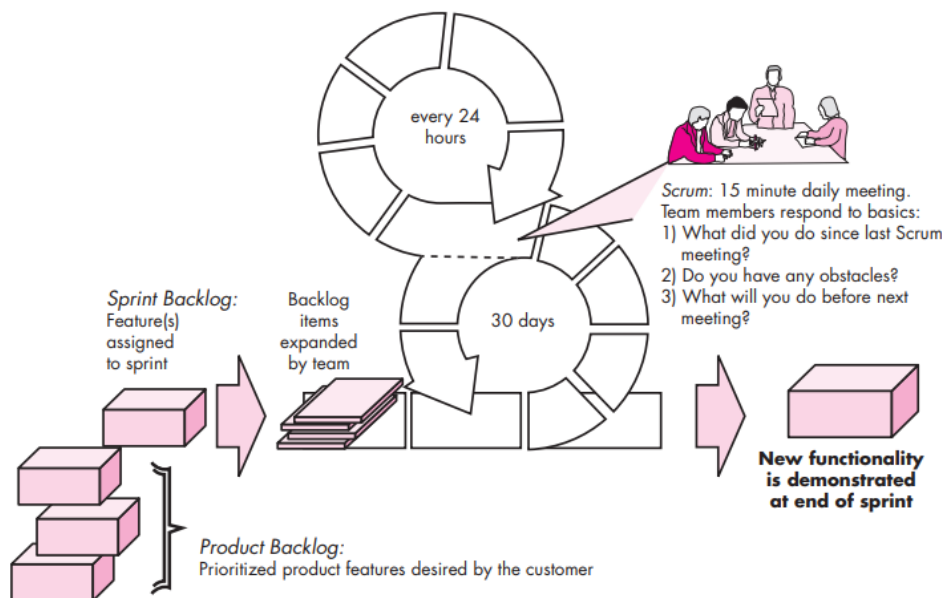 every 24
hours
Scrum: 15 minute daily meeting.
Team members respond to basics:
1) What did you do since last Scrum
meeting?
2) Do you have any obstacles?
3) What will you do before next
meeting?
Sprint Backlog:
Feature(s)
assigned
to sprint
Backlog
items
expanded
by team
30 days
New functionality
is demonstrated
at end of sprint
Product Backlog:
Prioritized product features desired by the customer